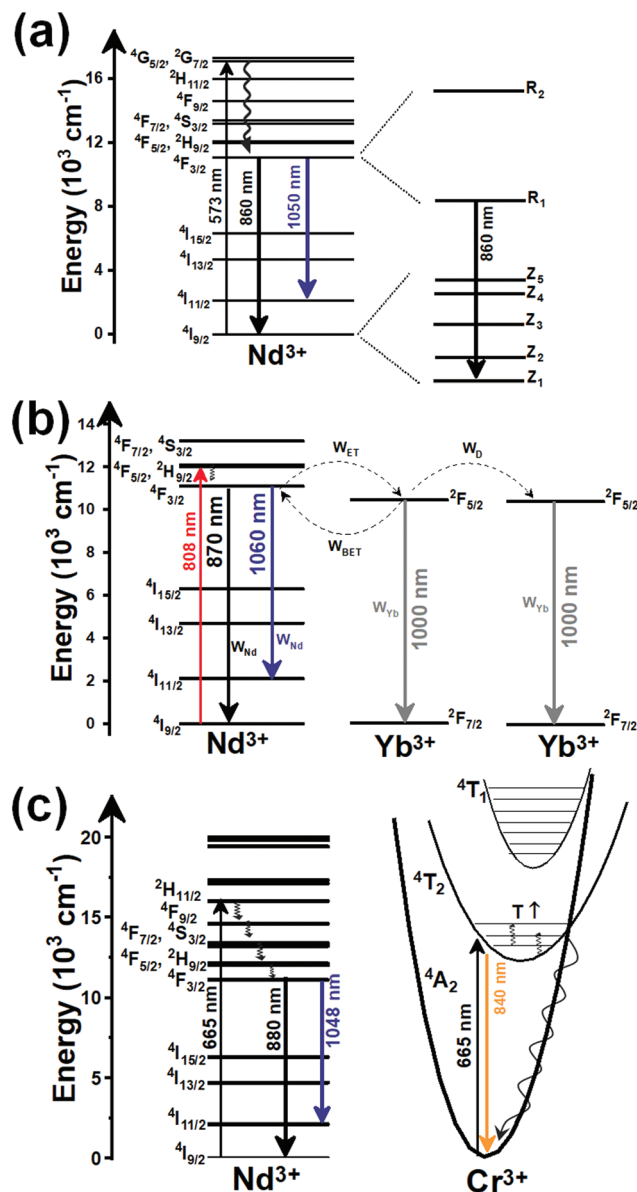 (a)
Energy (10³ cm⁻¹)
16
12
8
4
0
⁴G₅/₂, ²G₇/₂
²H₁₁/₂
⁴F₉/₂
⁴F₇/₂, ⁴S₃/₂
⁴F₅/₂, ²H₉/₂
⁴F₃/₂
⁴I₁₅/₂
⁴I₁₃/₂
⁴I₁₁/₂
⁴I₉/₂
573 nm
860 nm
1050 nm
Nd³⁺
R₂
R₁
860 nm
Z₅
Z₄
Z₃
Z₂
Z₁
(b)
Energy (10³ cm⁻¹)
14
12
10
8
6
4
2
0
⁴F₇/₂, ⁴S₃/₂
⁴F₅/₂, ²H₉/₂
⁴F₃/₂
⁴I₁₅/₂
⁴I₁₃/₂
⁴I₁₁/₂
⁴I₉/₂
808 nm
870 nm
1060 nm
W_Nd
W_Nd
Nd³⁺
W_ET
W_BET
W_D
²F₅/₂
W_Yb
1000 nm
²F₇/₂
Yb³⁺
²F₅/₂
W_Yb
1000 nm
²F₇/₂
Yb³⁺
(c)
Energy (10³ cm⁻¹)
20
15
10
5
0
²H₁₁/₂
⁴F₉/₂
⁴F₇/₂, ⁴S₃/₂
⁴F₅/₂, ²H₉/₂
⁴F₃/₂
⁴I₁₅/₂
⁴I₁₃/₂
⁴I₁₁/₂
⁴I₉/₂
665 nm
880 nm
1048 nm
Nd³⁺
⁴T₁
⁴T₂
T ↑
⁴A₂
665 nm
840 nm
Cr³⁺